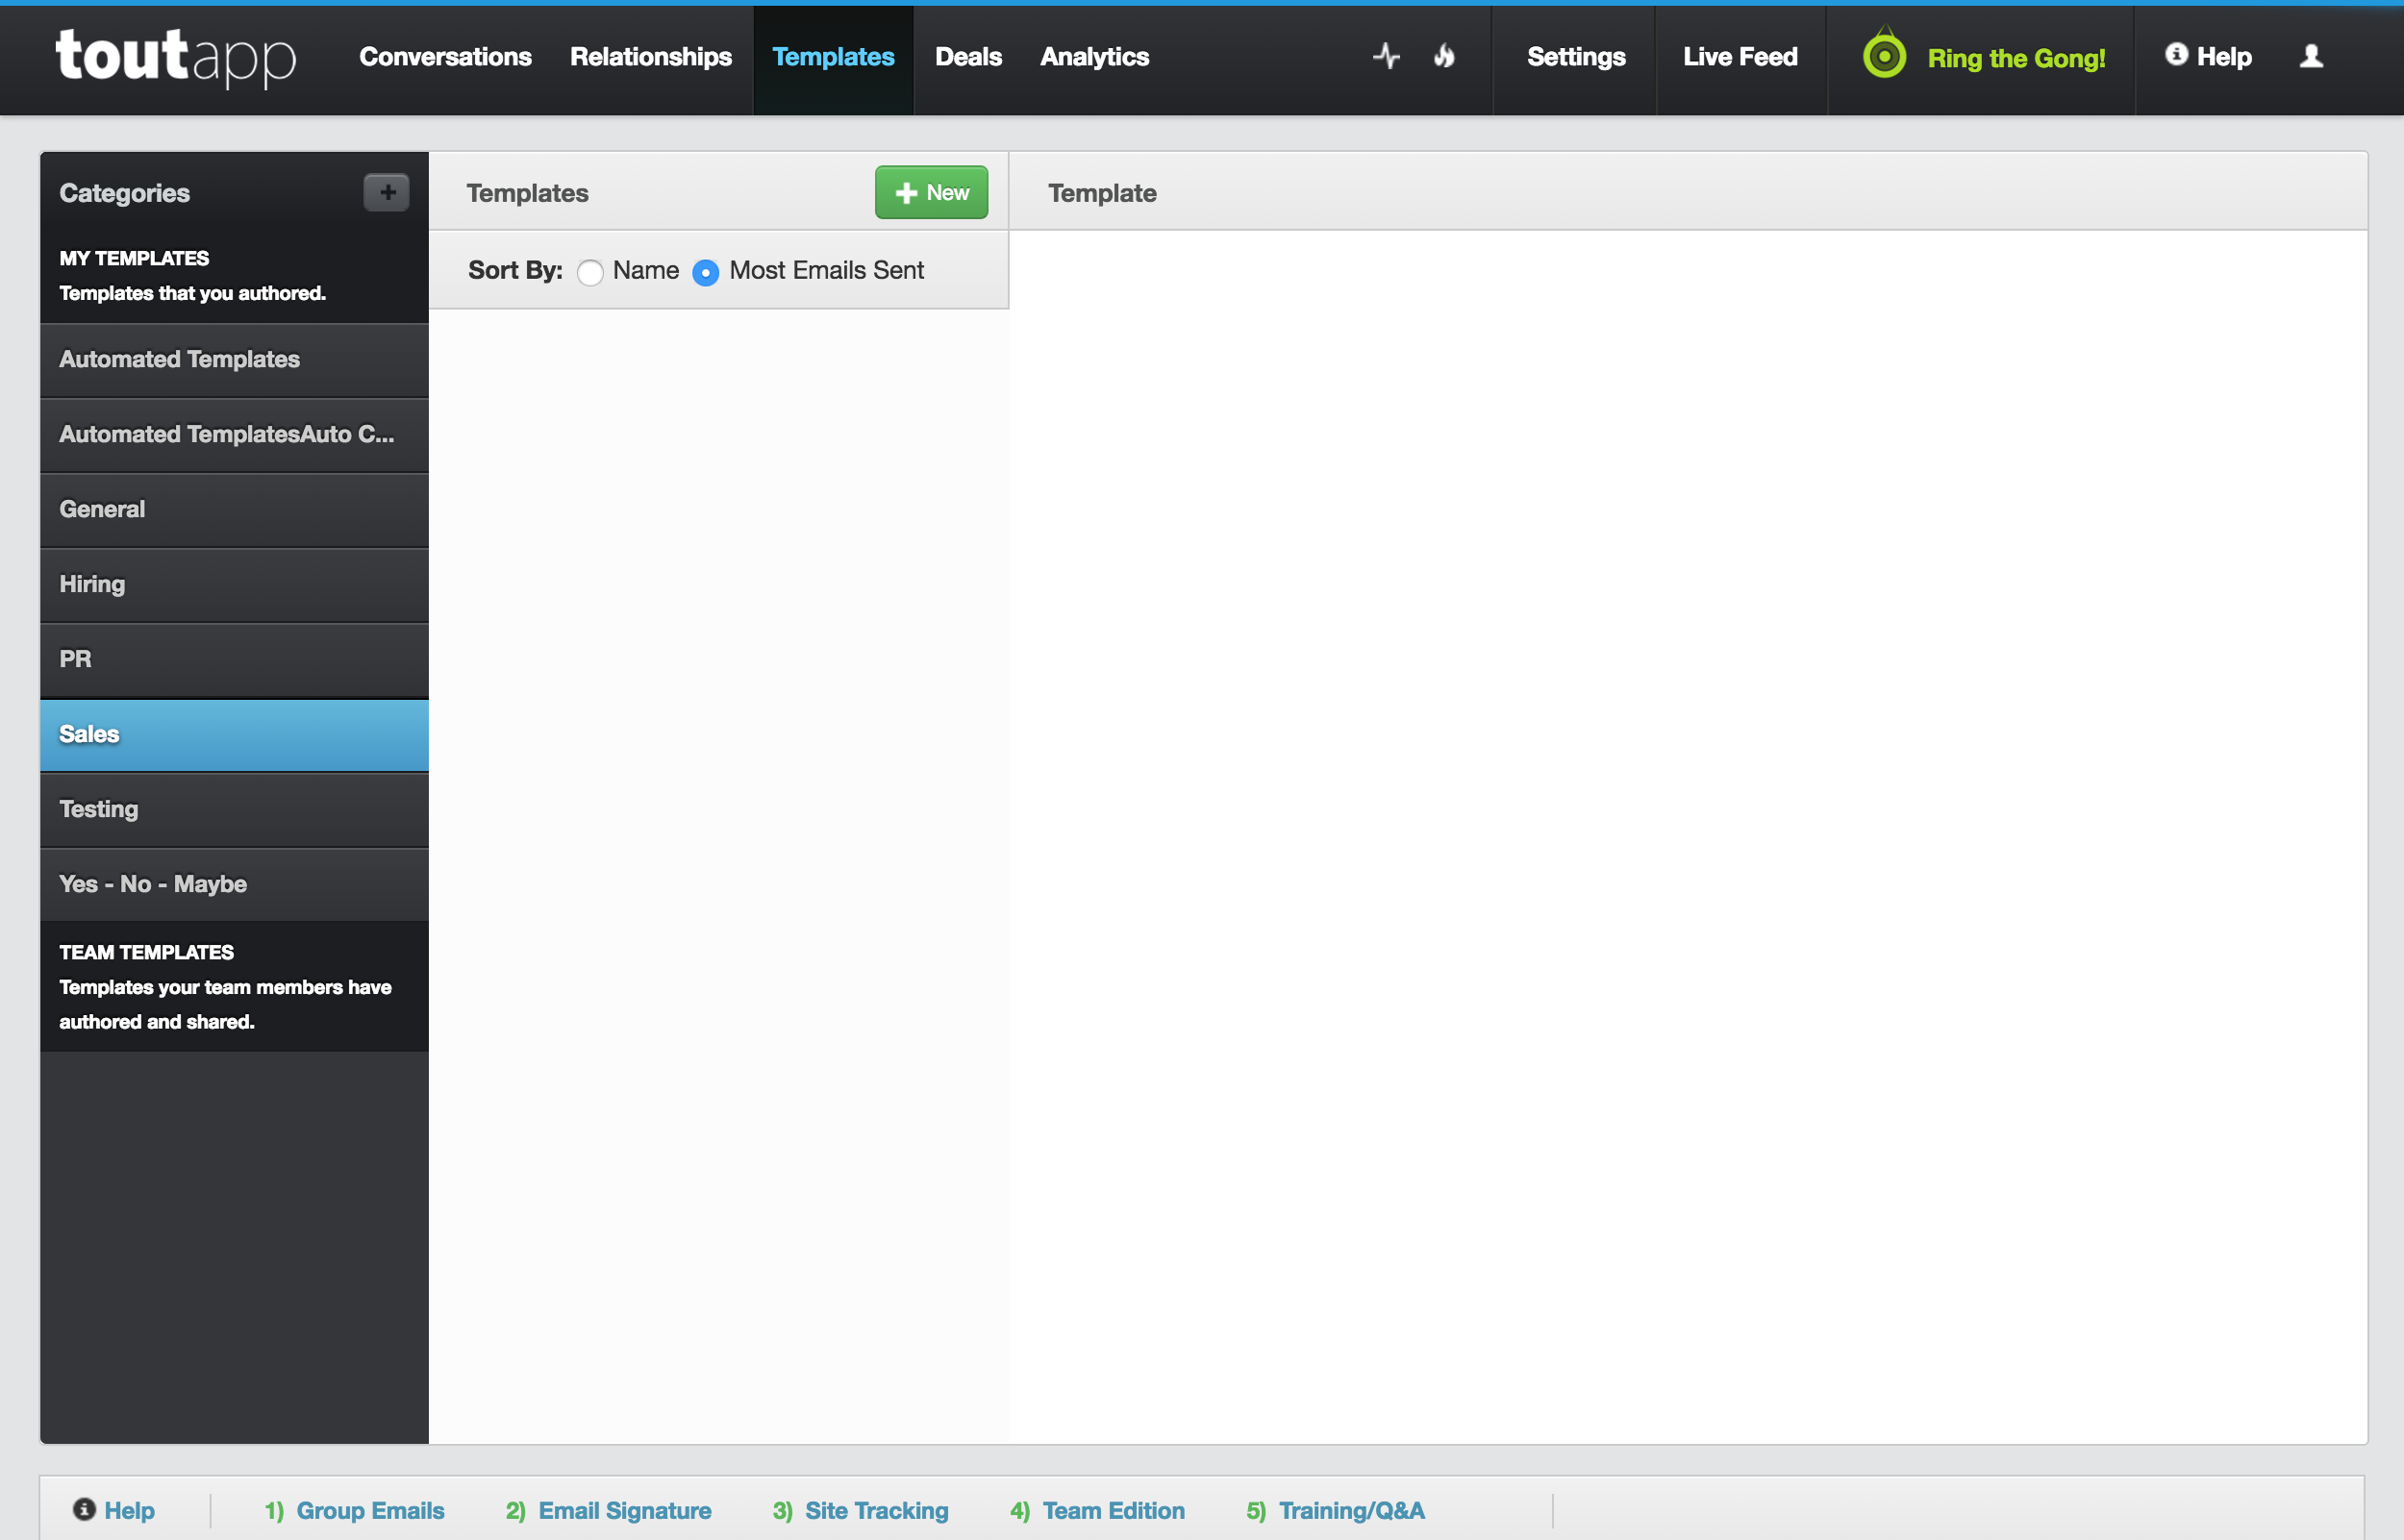 toutapp Conversations Relationships Templates Deals Analytics Settings Live Feed Ring the Gong! Help
Categories
MY TEMPLATES
Templates that you authored.
Automated Templates
Automated TemplatesAuto C...
General
Hiring
PR
Sales
Testing
Yes - No - Maybe
TEAM TEMPLATES
Templates your team members have
authored and shared.
Templates New
Sort By: Name Most Emails Sent
Template
Help 1) Group Emails 2) Email Signature 3) Site Tracking 4) Team Edition 5) Training/Q&A